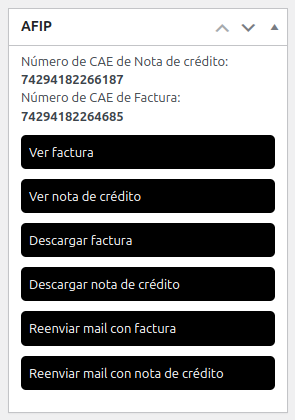 AFIP
Número de CAE de Nota de crédito:
74294182266187
Número de CAE de Factura:
74294182264685
Ver factura
Ver nota de crédito
Descargar factura
Descargar nota de crédito
Reenviar mail con factura
Reenviar mail con nota de crédito